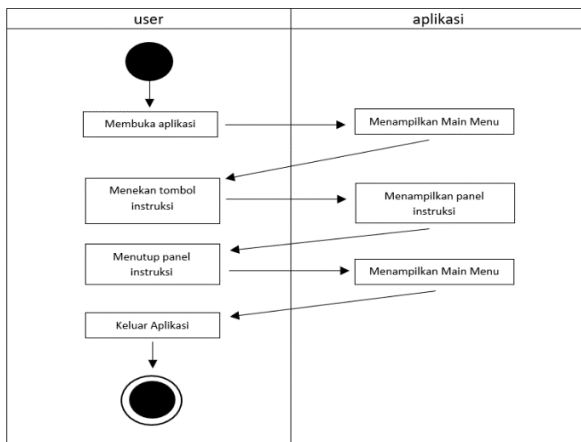 user
aplikasi
Membuka aplikasi
Menampilkan Main Menu
Menekan tombol
instruksi
Menampilkan panel
instruksi
Menutup panel
instruksi
Menampilkan Main Menu
Keluar Aplikasi